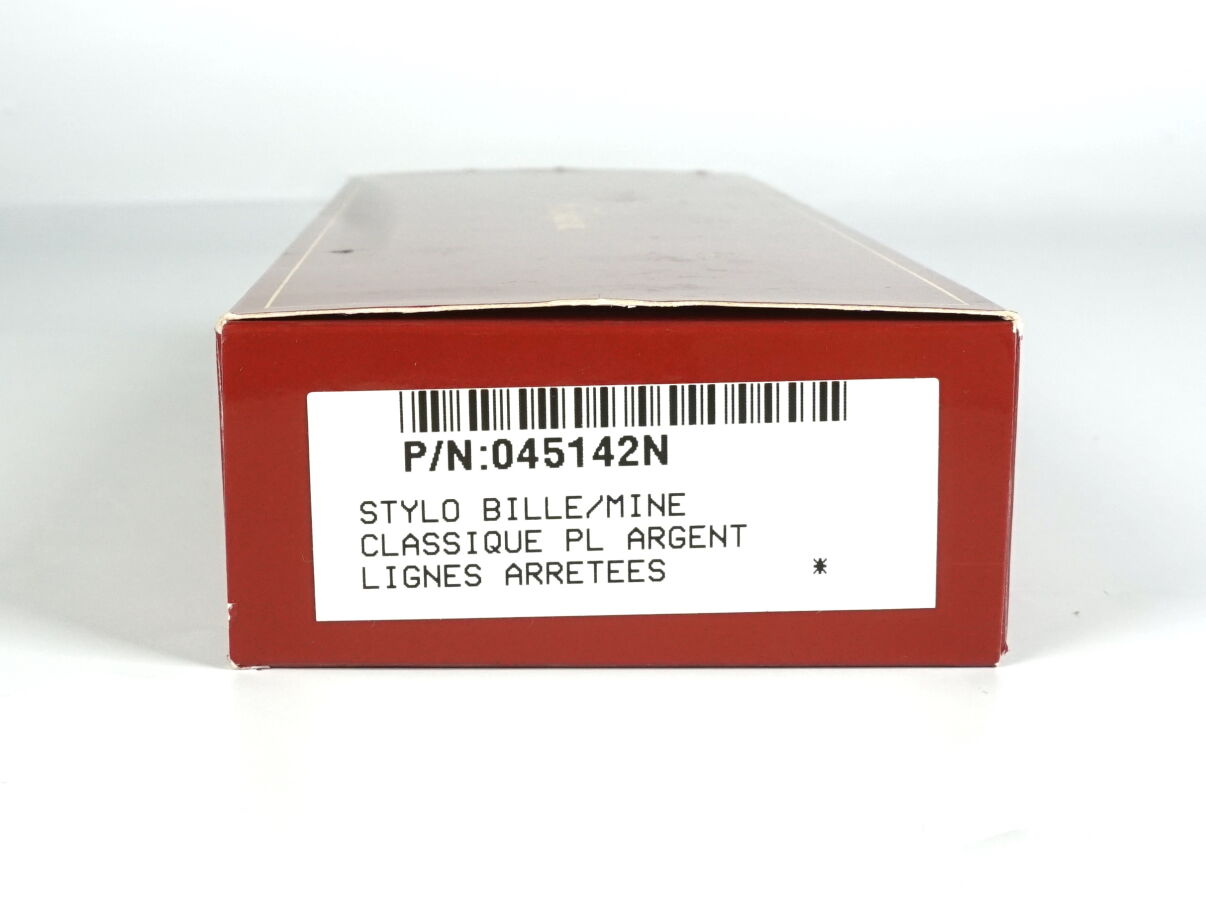 P/N:045142N
STYLO BILLE/MINE
CLASSIQUE PL ARGENT
LIGNES ARRETEES *